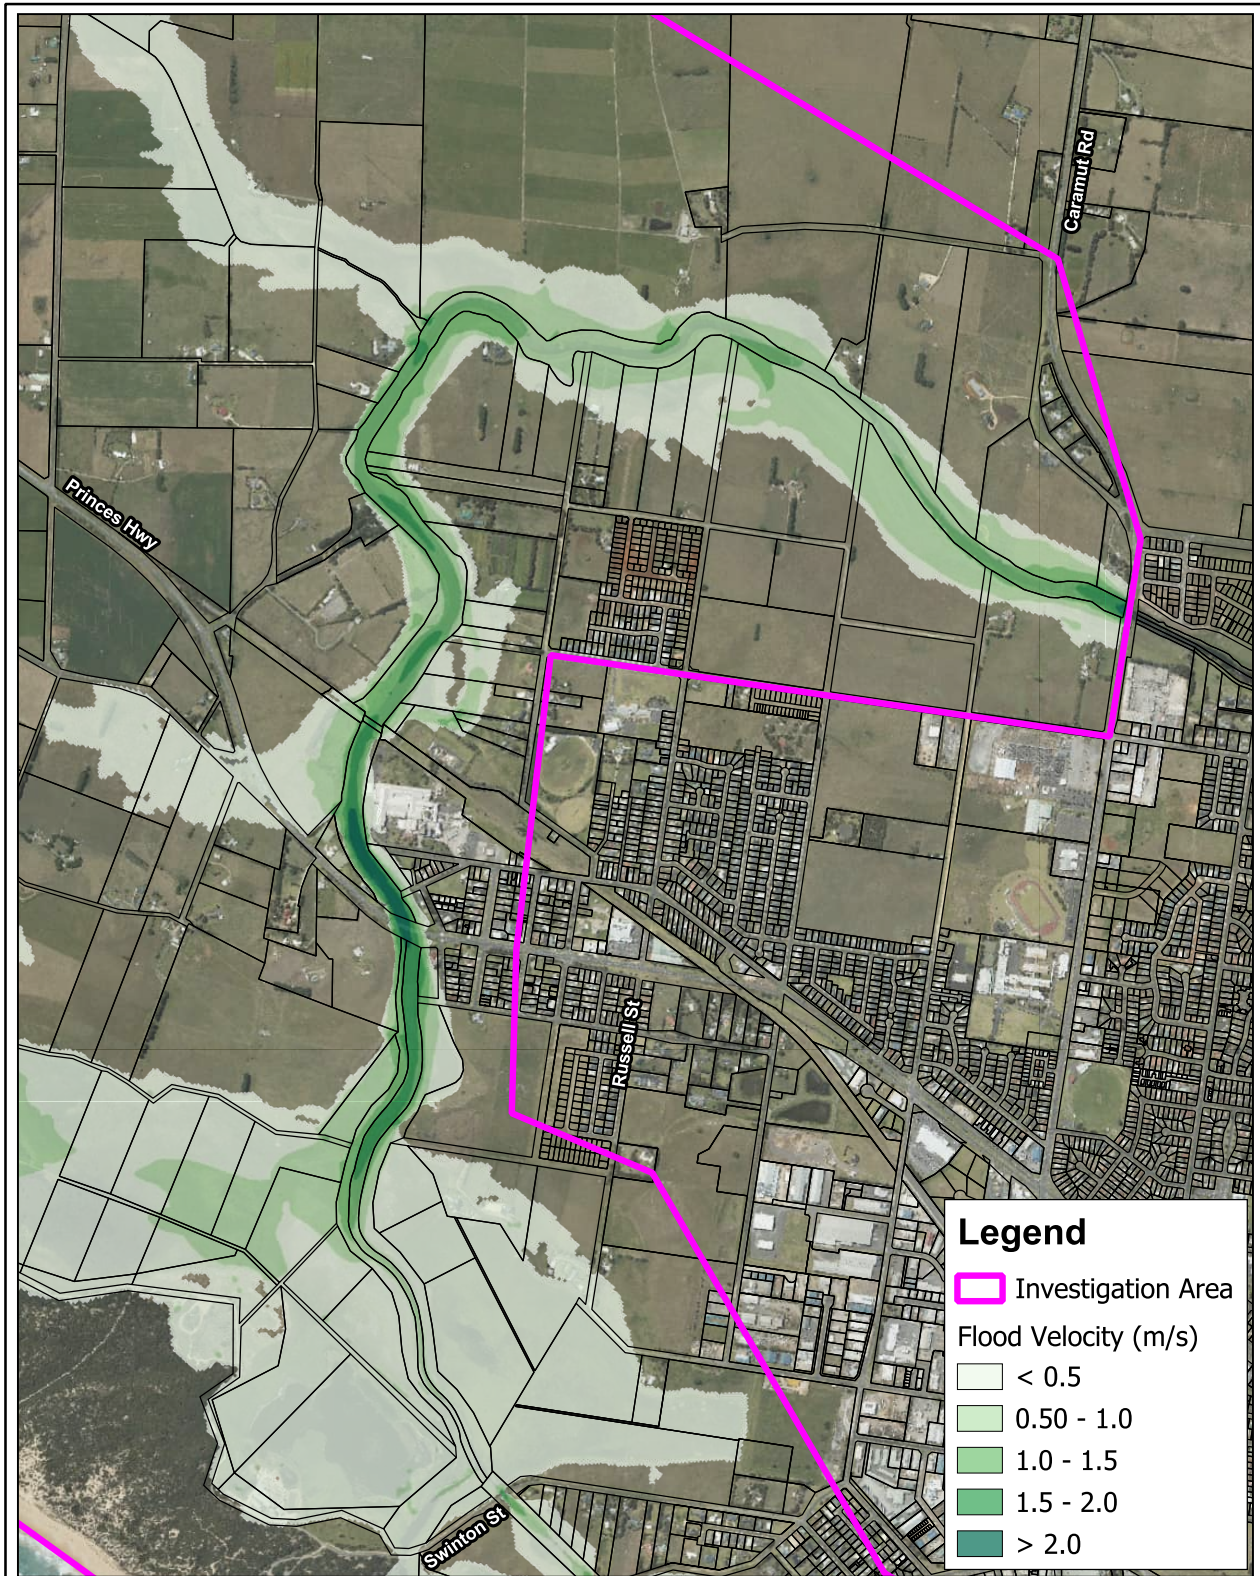 Caramut Rd
Princes Hwy
Russell St
Swinton St
Legend
Investigation Area
Flood Velocity (m/s)
< 0.5
0.50 - 1.0
1.0 - 1.5
1.5 - 2.0
> 2.0